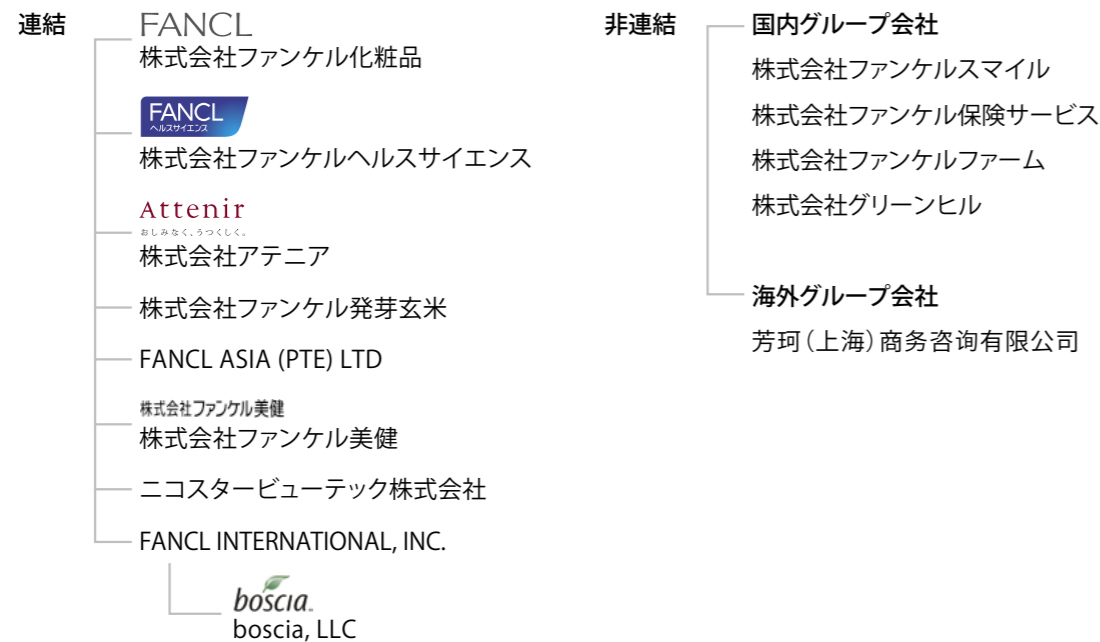 連結
FANCL
株式会社ファンケル化粧品
FANCL
ヘルスサイエンス
株式会社ファンケルヘルスサイエンス
Attenir
おしみなく、うつくしく。
株式会社アテニア
株式会社ファンケル発芽玄米
FANCL ASIA (PTE) LTD
株式会社ファンケル美健
株式会社ファンケル美健
ニコスタービューテック株式会社
FANCL INTERNATIONAL, INC.
boscia™
boscia, LLC
非連結
国内グループ会社
株式会社ファンケルスマイル
株式会社ファンケル保険サービス
株式会社ファンケルファーム
株式会社グリーンヒル
海外グループ会社
芳珂（上海）商务咨询有限公司